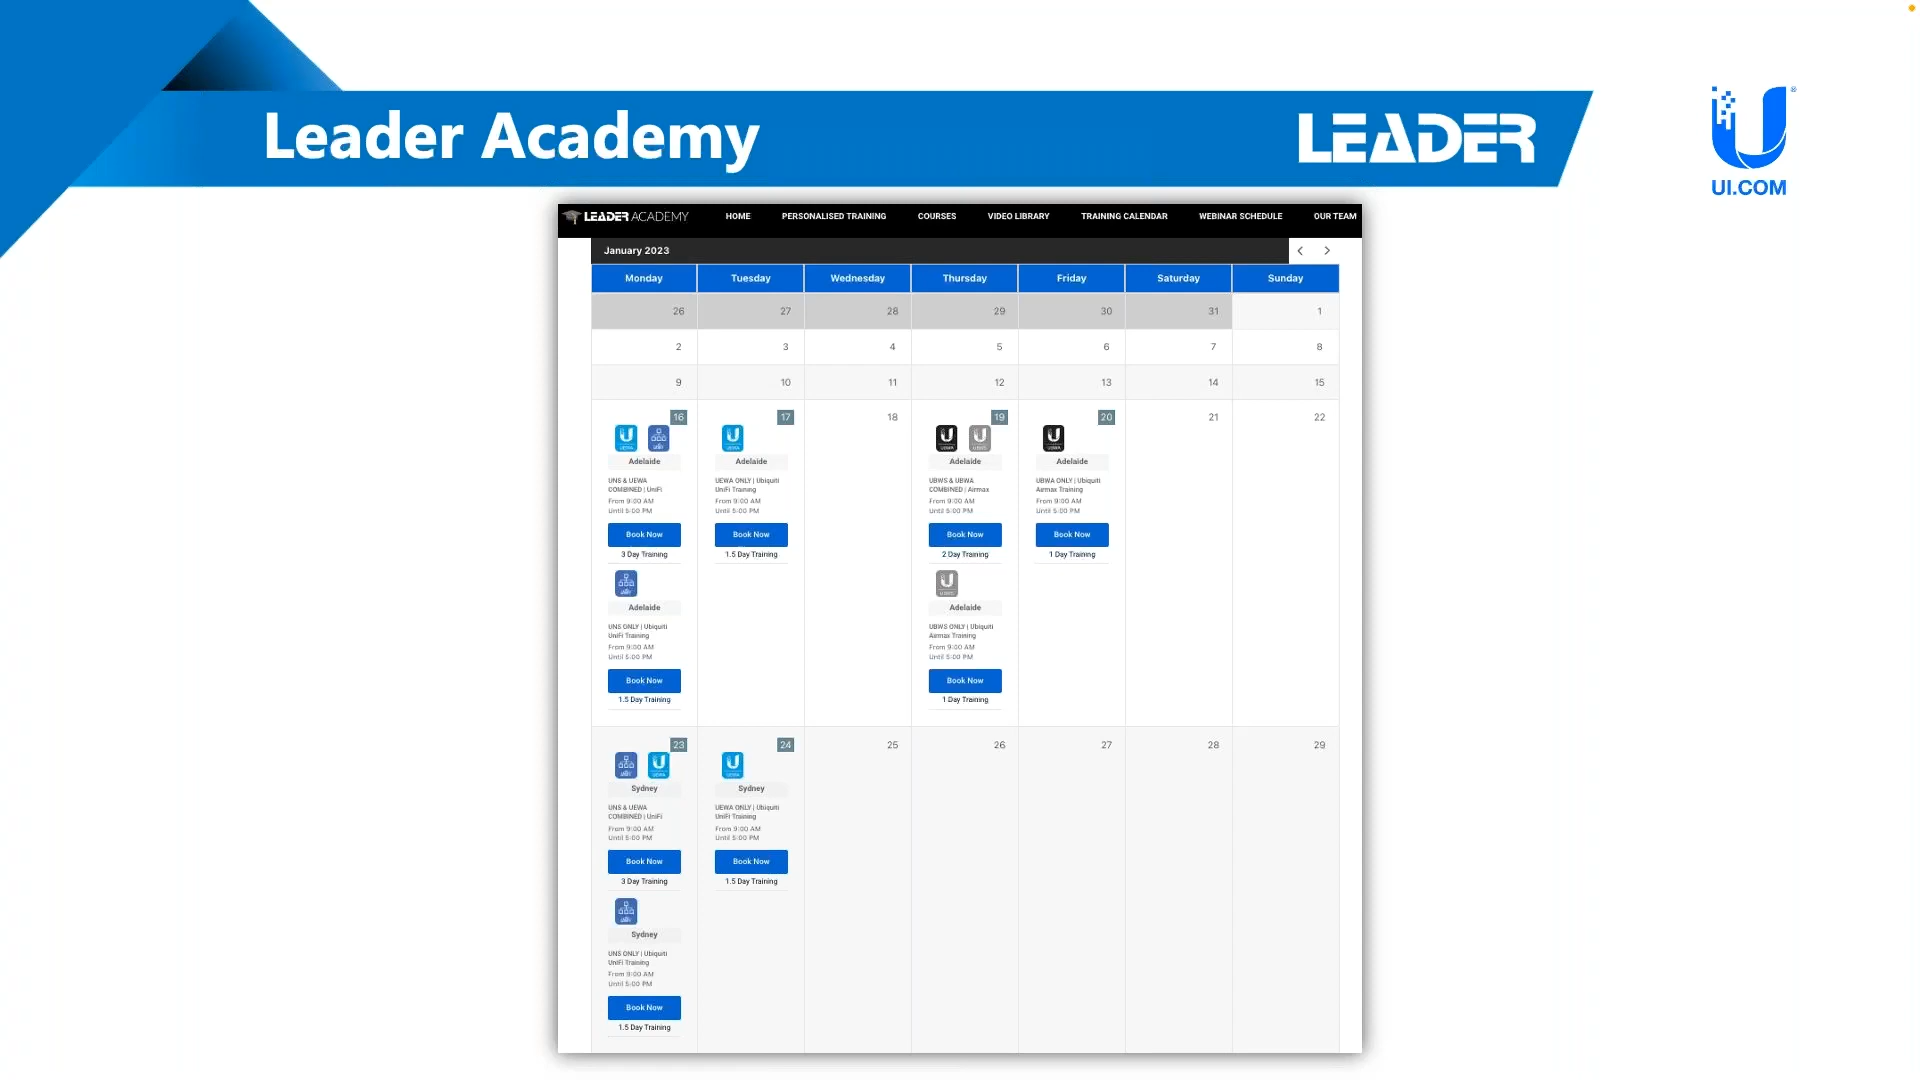 Leader Academy
LEADER
UI.COM
LEADER ACADEMY
HOME
PERSONALISED TRAINING
COURSES
VIDEO LIBRARY
TRAINING CALENDAR
WEBINAR SCHEDULE
OUR TEAM
January 2023
Monday Tuesday Wednesday Thursday Friday Saturday Sunday
26 27 28 29 30 31 1
2 3 4 5 6 7 8
9 10 11 12 13 14 15
16
Adelaide
UNS & UEWA
COMBINED | UniFi
From 9:00 AM
Until 5:00 PM
Book Now
3 Day Training
Adelaide
UNS ONLY | Ubiquiti
UniFi Training
From 9:00 AM
Until 5:00 PM
Book Now
1.5 Day Training
17
Adelaide
UEWA ONLY | Ubiquiti
UniFi Training
From 9:00 AM
Until 5:00 PM
Book Now
1.5 Day Training
18
19
Adelaide
UBWS & UBWA
COMBINED | Airmax
From 9:00 AM
Until 5:00 PM
Book Now
2 Day Training
Adelaide
UBWS ONLY | Ubiquiti
Airmax Training
From 9:00 AM
Until 5:00 PM
Book Now
1 Day Training
20
Adelaide
UBWA ONLY | Ubiquiti
Airmax Training
From 9:00 AM
Until 5:00 PM
Book Now
1 Day Training
21
22
23
Sydney
UNS & UEWA
COMBINED | UniFi
From 9:00 AM
Until 5:00 PM
Book Now
3 Day Training
Sydney
UNS ONLY | Ubiquiti
UniFi Training
From 9:00 AM
Until 5:00 PM
Book Now
1.5 Day Training
24
Sydney
UEWA ONLY | Ubiquiti
UniFi Training
From 9:00 AM
Until 5:00 PM
Book Now
1.5 Day Training
25
26
27
28
29